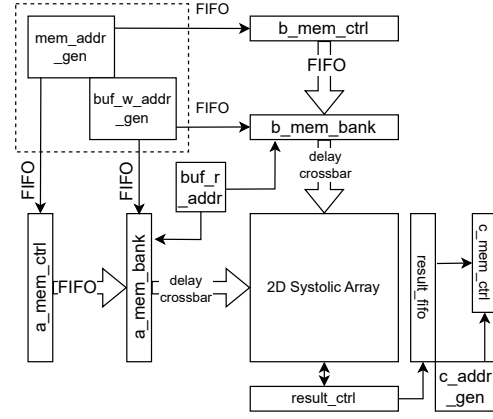 FIFO
mem_addr
_gen
b_mem_ctrl
FIFO
buf_w_addr
_gen
FIFO
b_mem_bank
delay
crossbar
FIFO
FIFO
buf_r
_addr
a_mem_ctrl
FIFO
a_mem_bank
delay
crossbar
2D Systolic Array
result_fifo
c_mem_ctrl
result_ctrl
c_addr
_gen